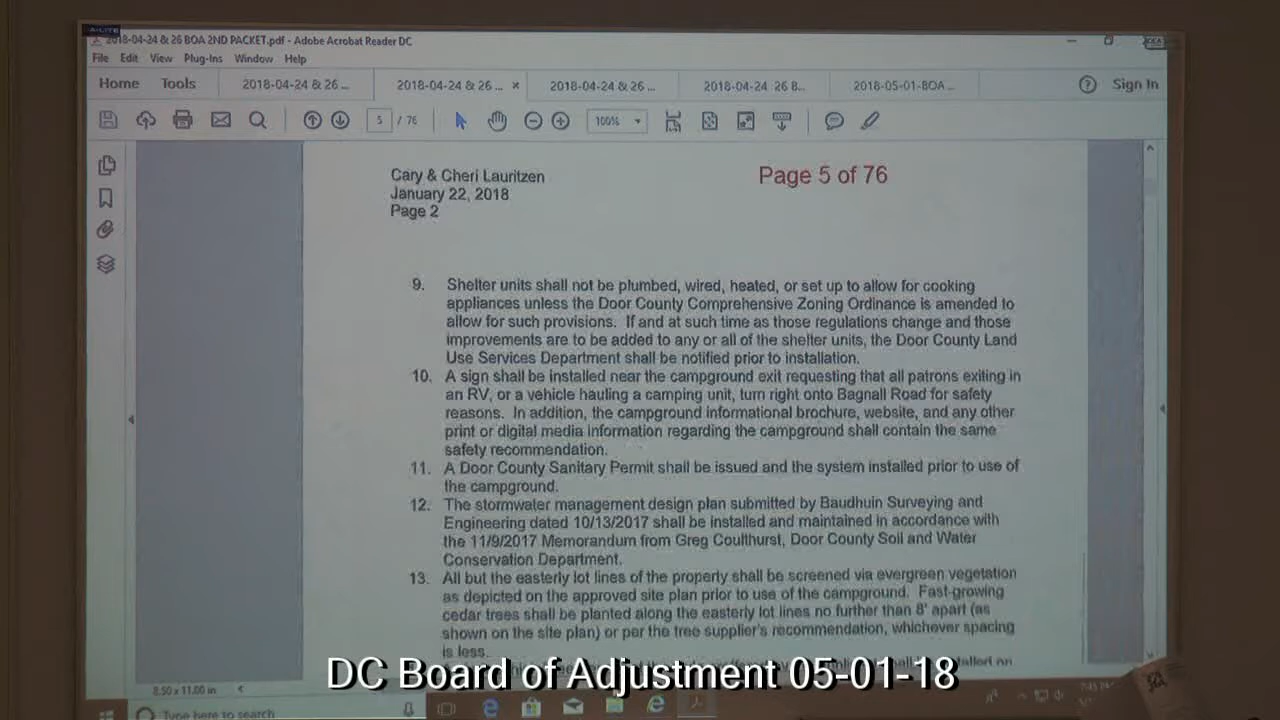 A-LITE
2018-04-24 & 26 BOA 2ND PACKET.pdf - Adobe Acrobat Reader DC
File Edit View Plug-Ins Window Help
Home Tools 2018-04-24 & 26 ... 2018-04-24 & 26 ... × 2018-04-24 & 26 ... 2018-04-24 26 B... 2018-05-01-BOA ... Sign In
5 / 76 100%
Cary & Cheri Lauritzen
January 22, 2018
Page 2
Page 5 of 76
9. Shelter units shall not be plumbed, wired, heated, or set up to allow for cooking
appliances unless the Door County Comprehensive Zoning Ordinance is amended to
allow for such provisions. If and at such time as those regulations change and those
improvements are to be added to any or all of the shelter units, the Door County Land
Use Services Department shall be notified prior to installation.
10. A sign shall be installed near the campground exit requesting that all patrons exiting in
an RV, or a vehicle hauling a camping unit, turn right onto Bagnall Road for safety
reasons. In addition, the campground informational brochure, website, and any other
print or digital media information regarding the campground shall contain the same
safety recommendation.
11. A Door County Sanitary Permit shall be issued and the system installed prior to use of
the campground.
12. The stormwater management design plan submitted by Baudhuin Surveying and
Engineering dated 10/13/2017 shall be installed and maintained in accordance with
the 11/9/2017 Memorandum from Greg Coulthurst, Door County Soil and Water
Conservation Department.
13. All but the easterly lot lines of the property shall be screened via evergreen vegetation
as depicted on the approved site plan prior to use of the campground. Fast-growing
cedar trees shall be planted along the easterly lot lines no further than 8' apart (as
shown on the site plan) or per the tree supplier's recommendation, whichever spacing
is less.
DC Board of Adjustment 05-01-18
8.50 x 11.00 in
Type here to search